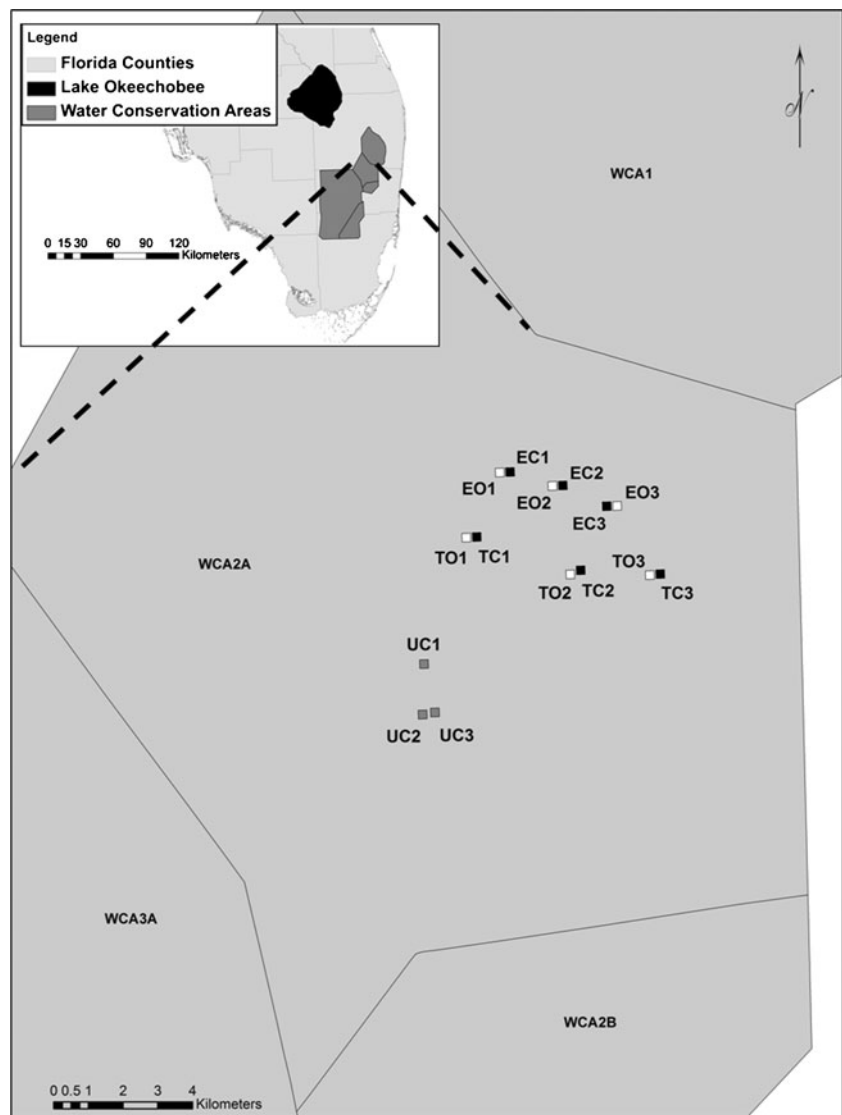 Legend
Florida Counties
Lake Okeechobee
Water Conservation Areas
0 15 30 60 90 120
Kilometers
N
WCA1
EC1
EO1
EC2
EO2
EO3
EC3
TO1 TC1
WCA2A
TO3
TO2 TC2
TC3
UC1
UC2 UC3
WCA3A
WCA2B
0 0.5 1 2 3 4
Kilometers